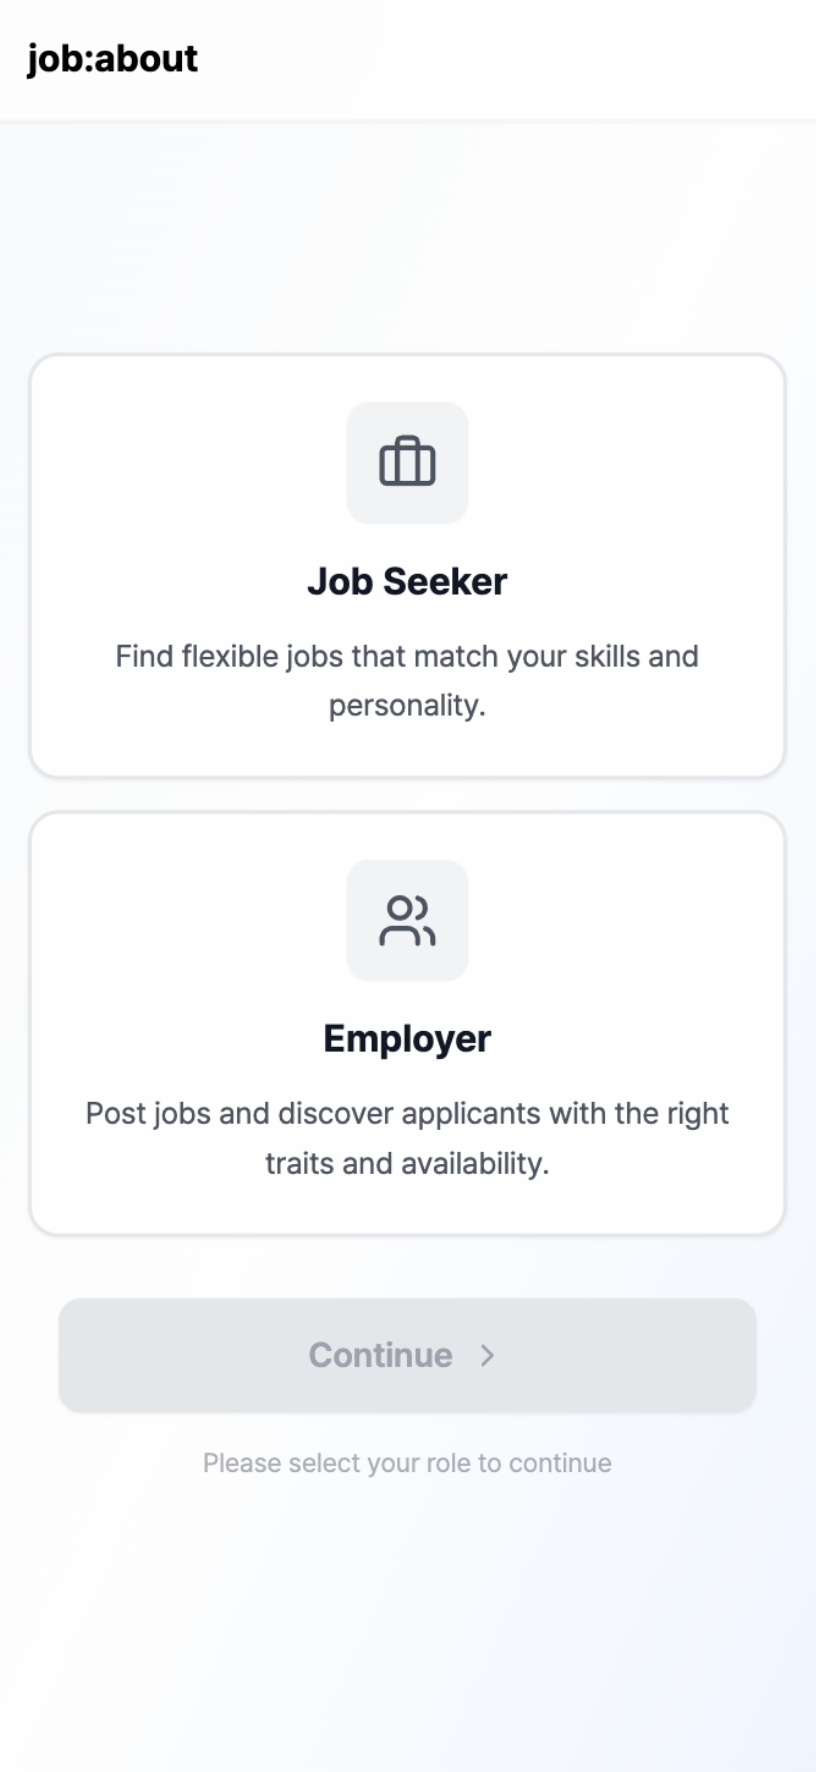 job:about
Job Seeker
Find flexible jobs that match your skills and
personality.
Employer
Post jobs and discover applicants with the right
traits and availability.
Continue
Please select your role to continue